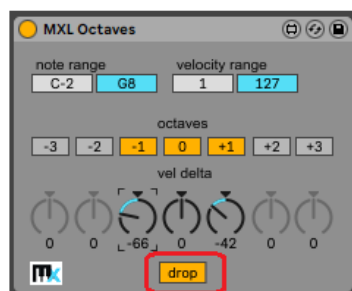 MXL Octaves
note range velocity range
C-2 G8 1 127
octaves
-3 -2 -1 0 +1 +2 +3
vel delta
0 0 -66 0 -42 0 0
mx drop